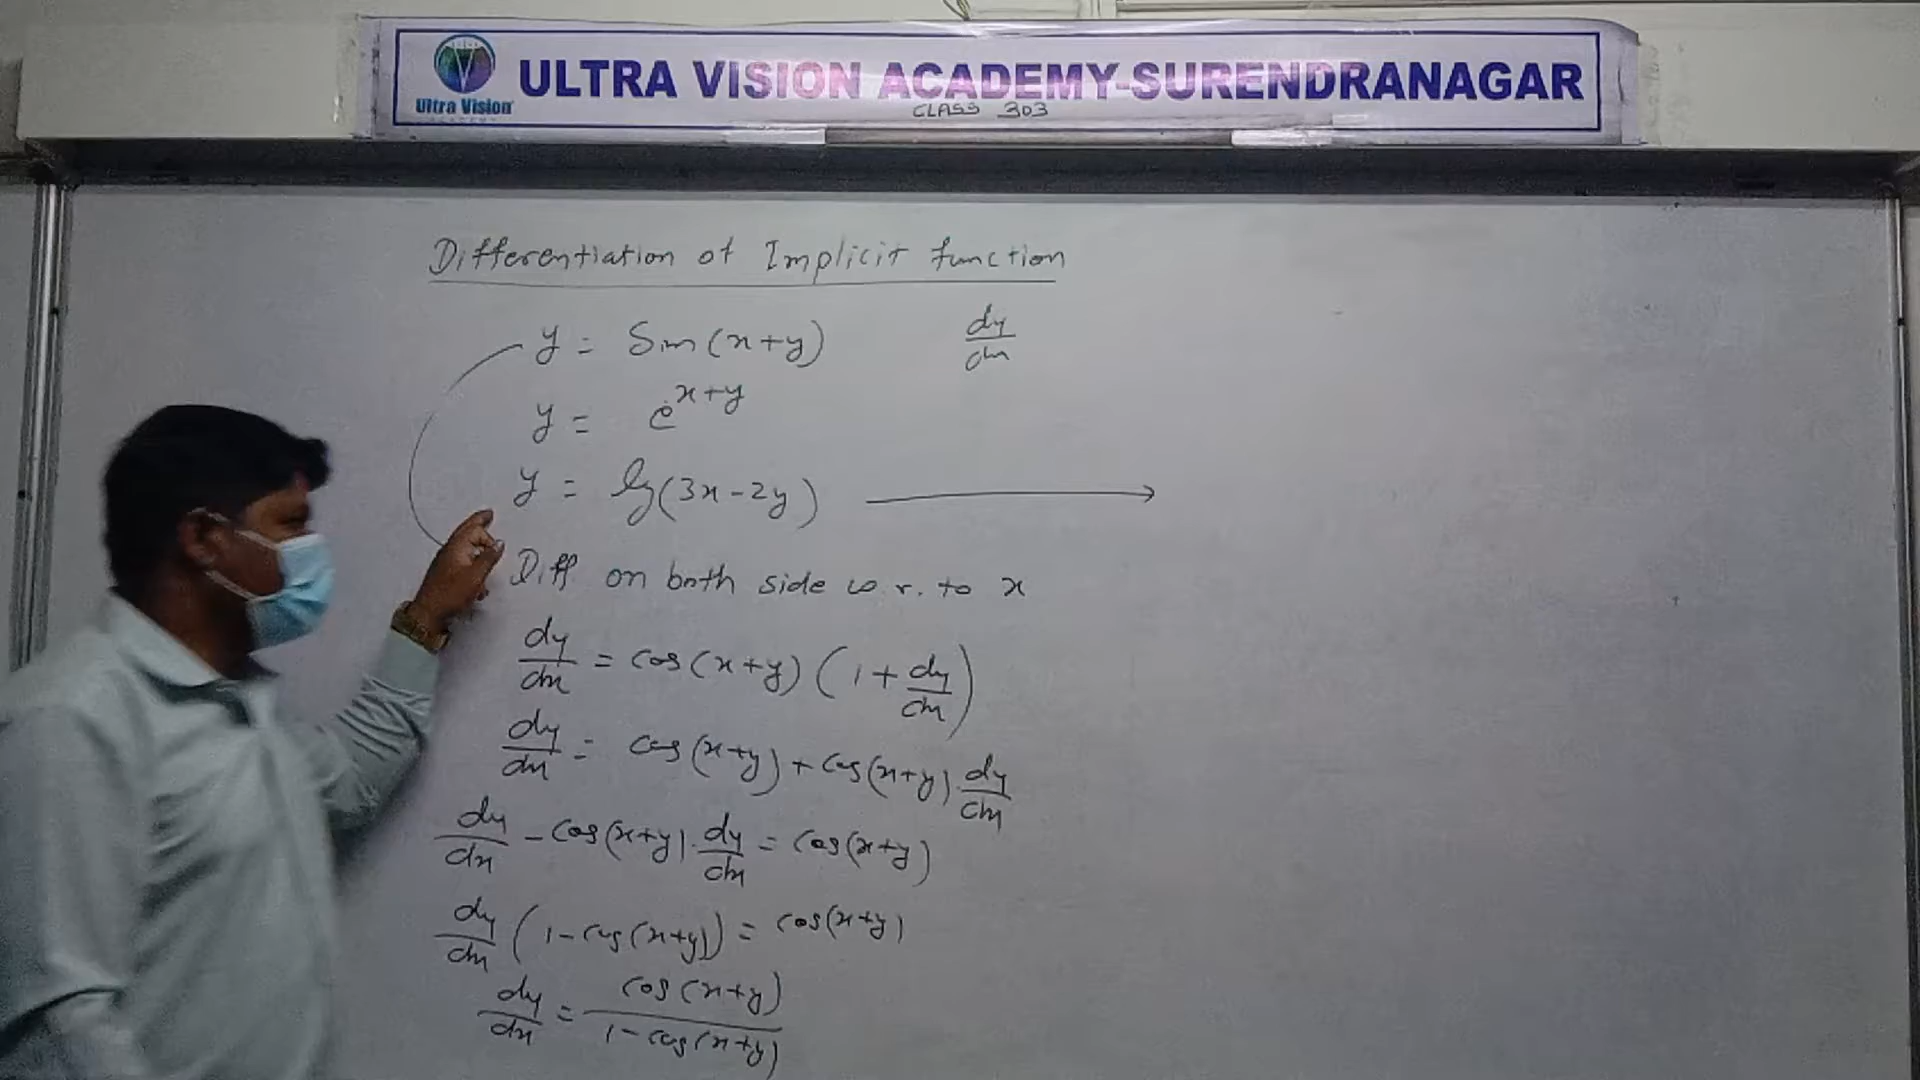 Ultra Vision
ACADEMY
ULTRA VISION ACADEMY-SURENDRANAGAR
CLASS 303
Differentiation of Implicit function
y = Sin(x+y) dy/dx
y = e^x+y
y = log(3x-2y) →
Diff on both side w.r. to x
dy/dx = cos(x+y) (1+dy/dx)
dy/dx = cos(x+y) + cos(x+y).dy/dx
dy/dx - cos(x+y).dy/dx = cos(x+y)
dy/dx (1-cos(x+y)) = cos(x+y)
dy/dx = cos(x+y)/1-cos(x+y)